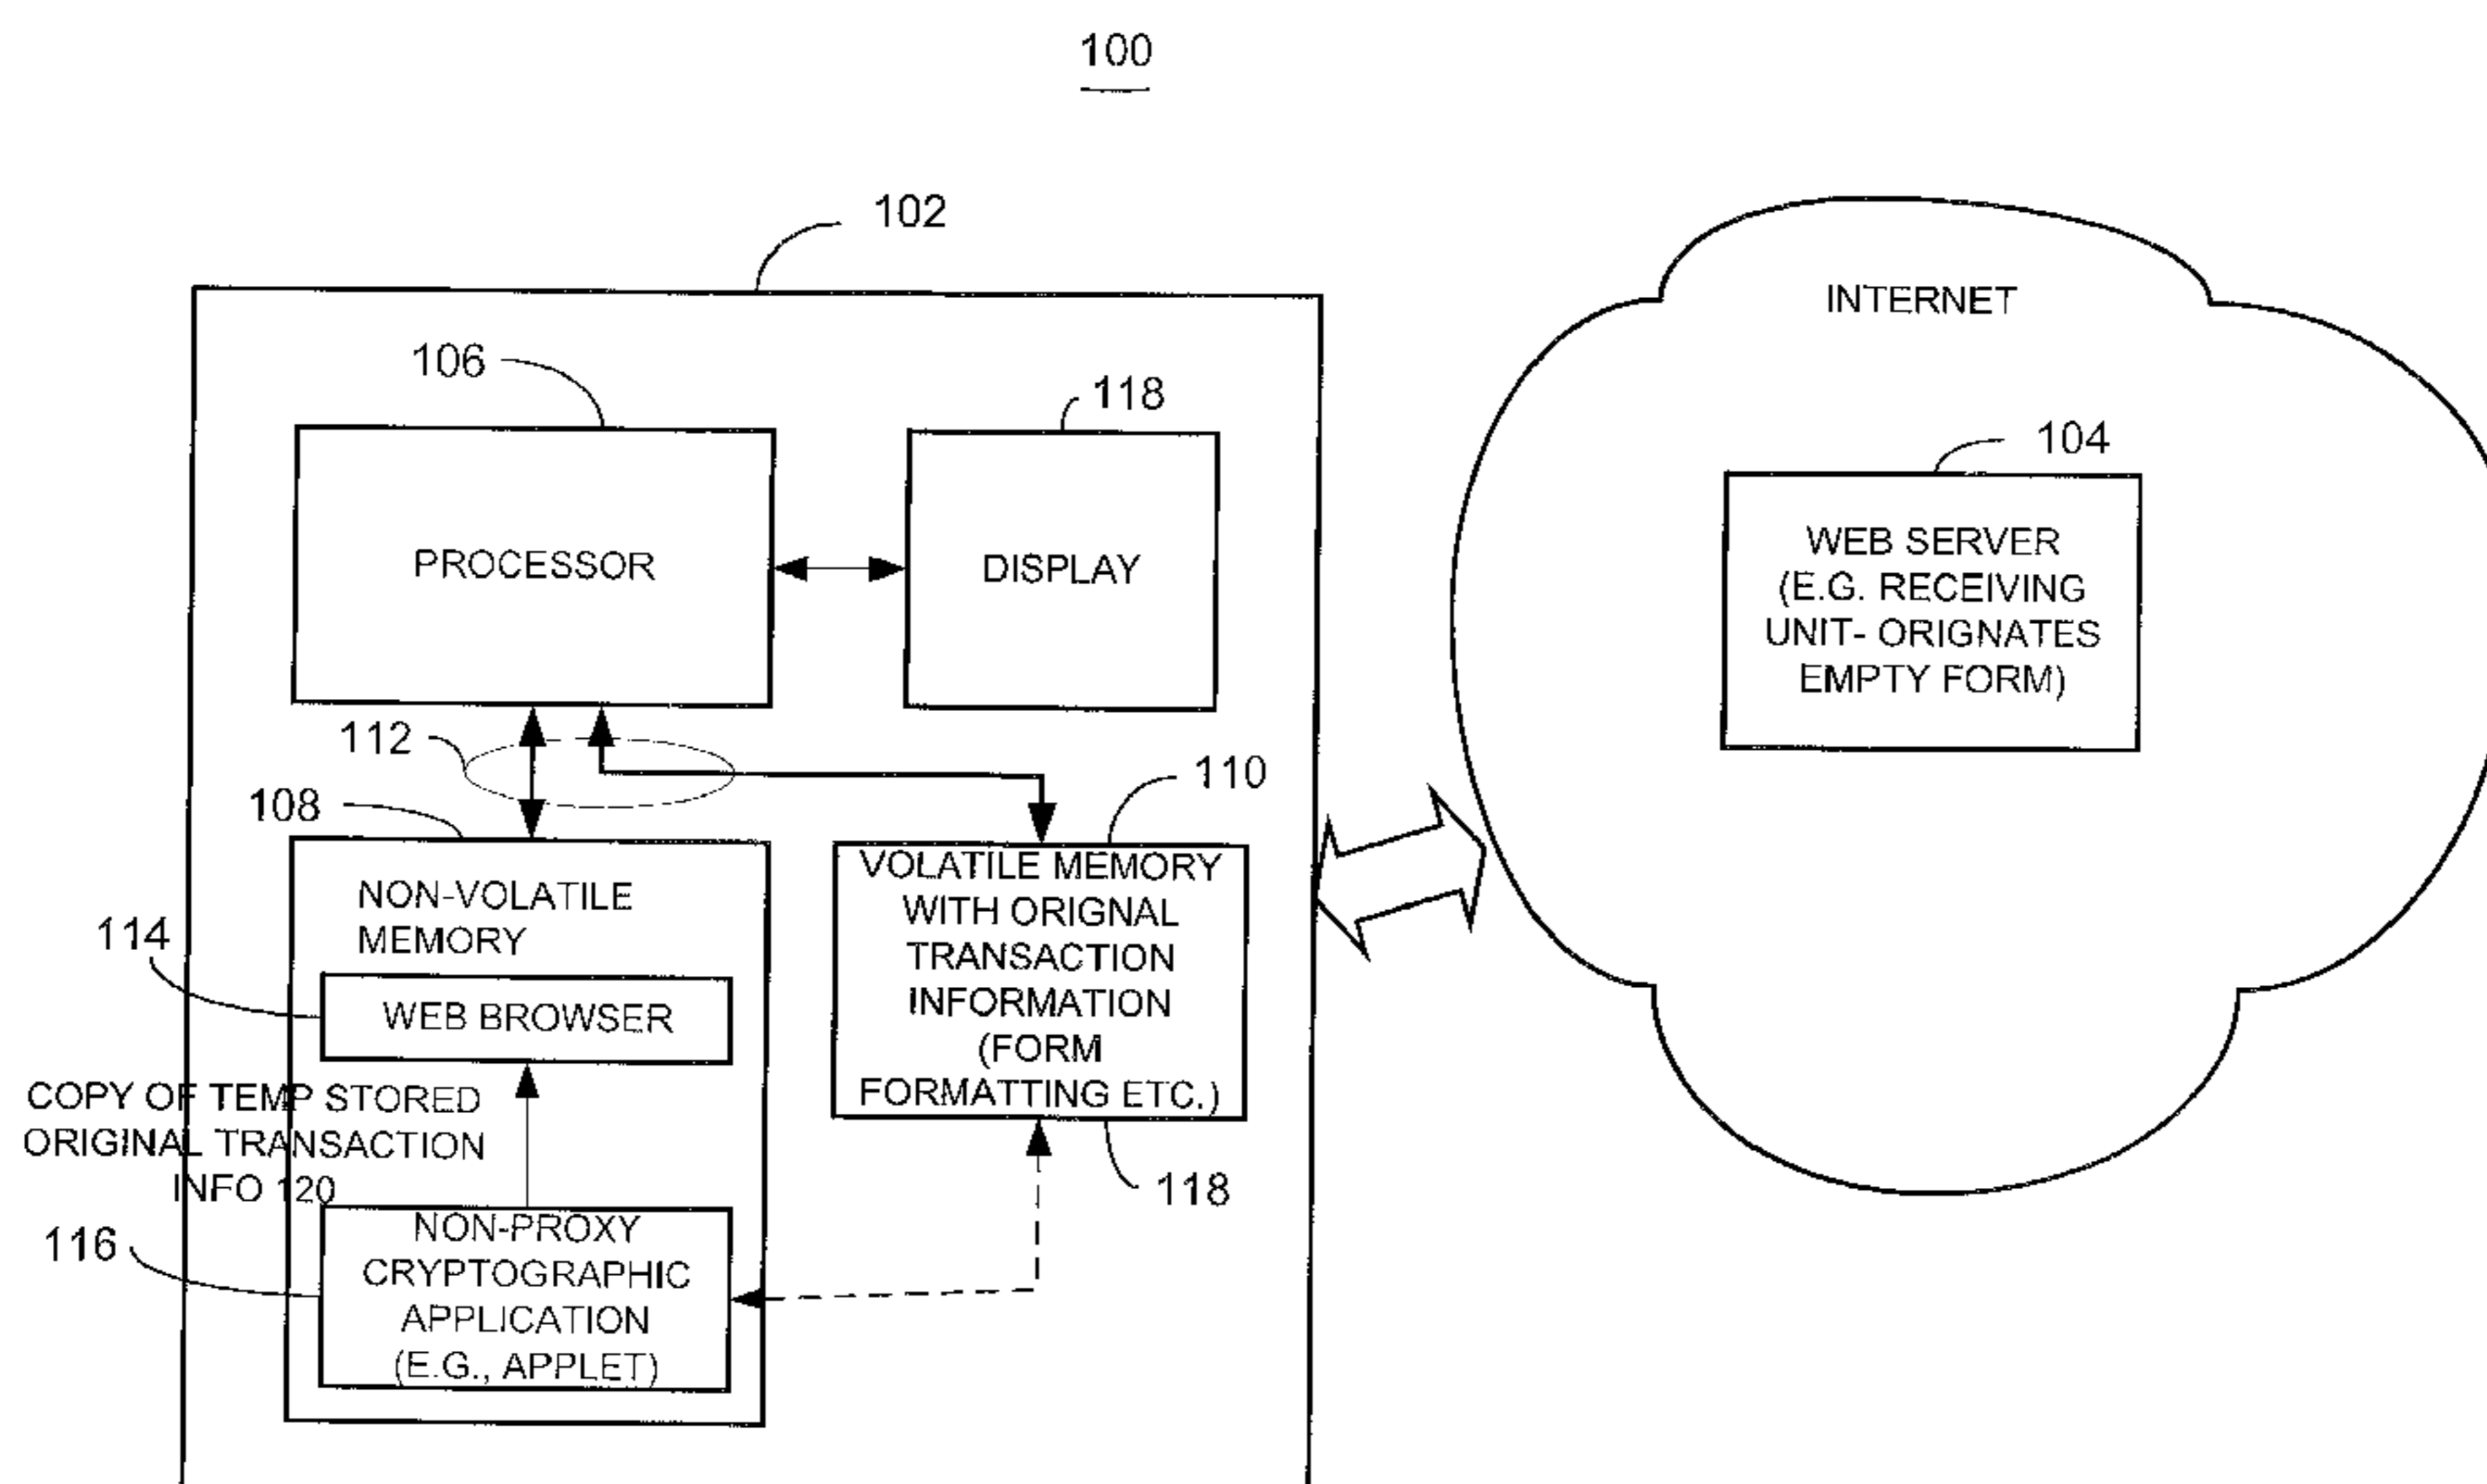 100
102
INTERNET
106
118
104
PROCESSOR
DISPLAY
WEB SERVER
(E.G. RECEIVING
UNIT- ORIGNATES
EMPTY FORM)
112
110
108
NON-VOLATILE
MEMORY
VOLATILE MEMORY
WITH ORIGNAL
TRANSACTION
INFORMATION
(FORM
FORMATTING ETC.)
114
WEB BROWSER
COPY OF TEMP STORED
ORIGINAL TRANSACTION
INFO 120
118
116
NON-PROXY
CRYPTOGRAPHIC
APPLICATION
(E.G., APPLET)